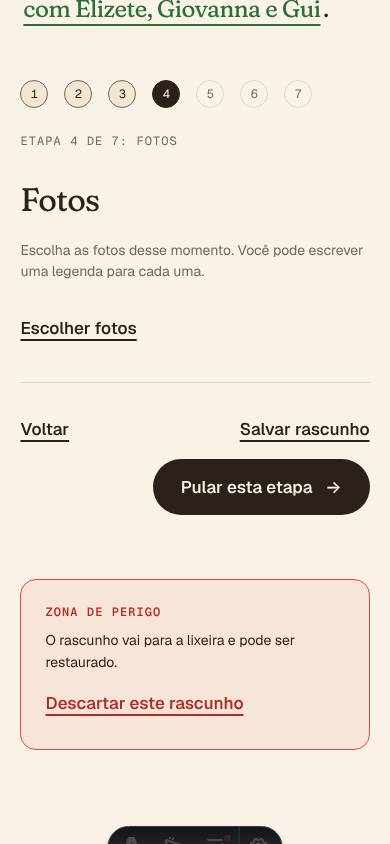 com Elizete, Giovanna e Gui.
1 2 3 4 5 6 7
ETAPA 4 DE 7: FOTOS
Fotos
Escolha as fotos desse momento. Você pode escrever
uma legenda para cada uma.
Escolher fotos
Voltar
Salvar rascunho
Pular esta etapa →
ZONA DE PERIGO
O rascunho vai para a lixeira e pode ser
restaurado.
Descartar este rascunho